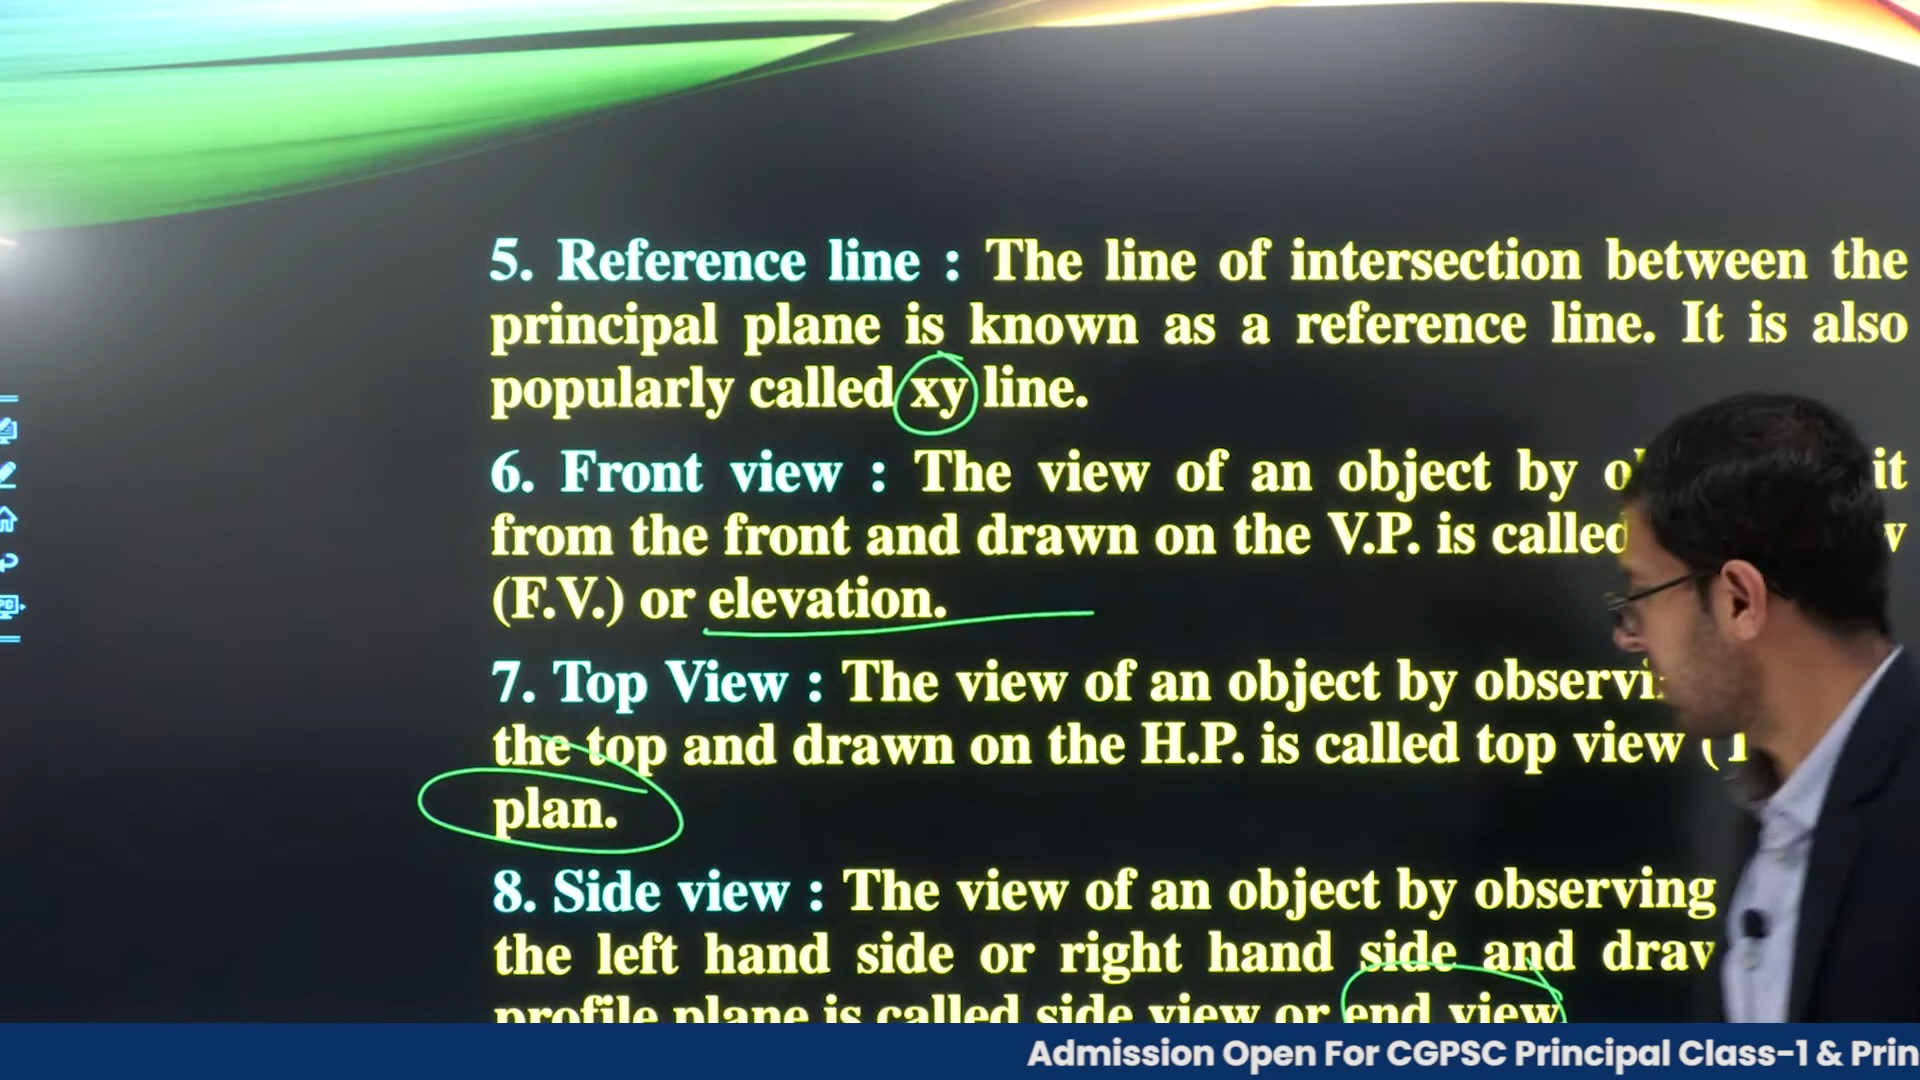 5. Reference line : The line of intersection between the
principal plane is known as a reference line. It is also
popularly called xy line.
6. Front view : The view of an object by it
from the front and drawn on the V.P. is called
(F.V.) or elevation.
7. Top View : The view of an object by
the top and drawn on the H.P. is called top view
plan.
8. Side view : The view of an object by observing
the left hand side or right hand side and
profile plane is called side view or end view
Admission Open For CGPSC Principal Class-1 &